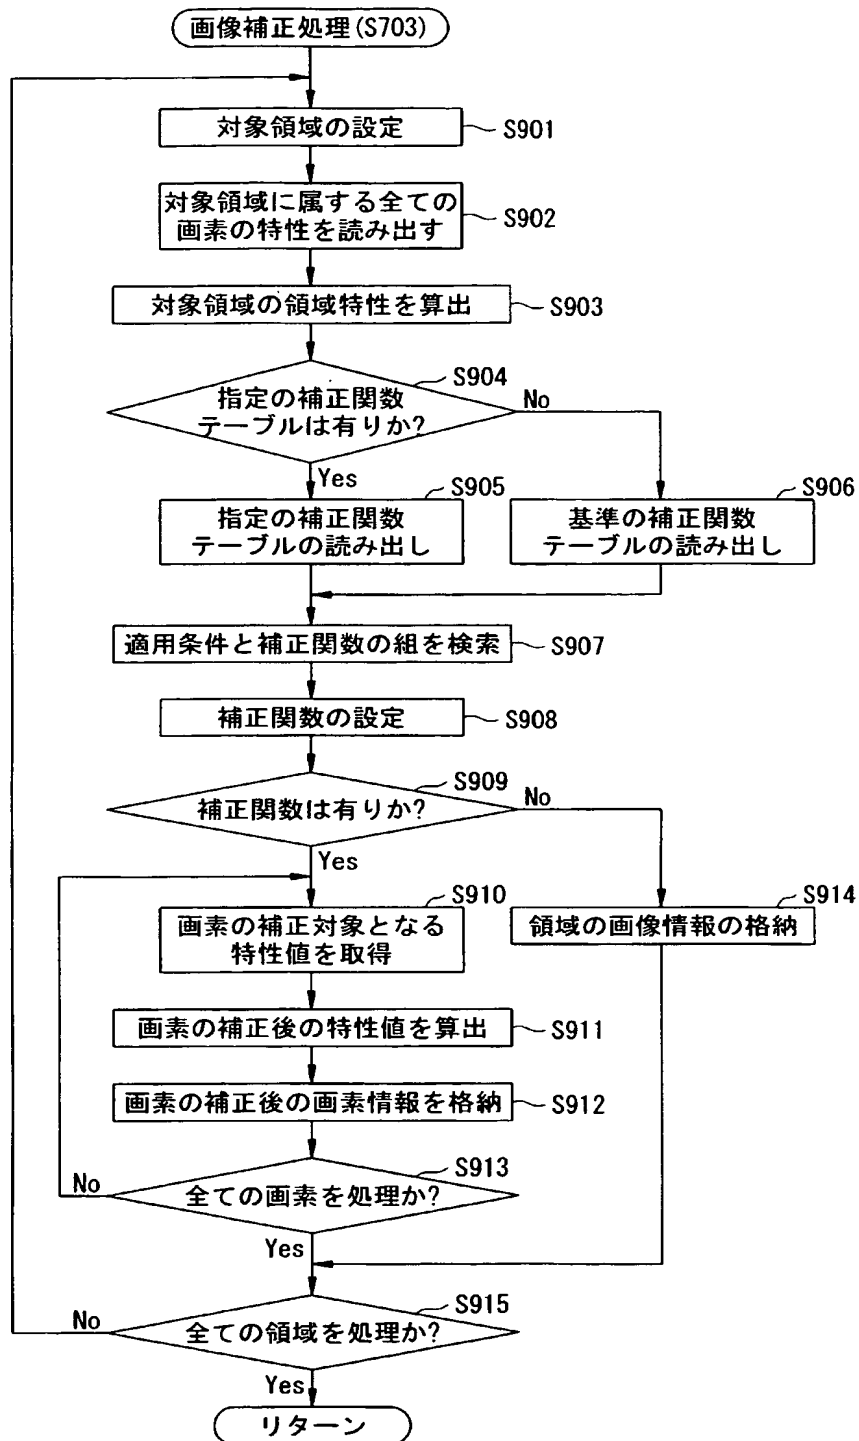 画像補正処理(S703)
対象領域の設定
S901
対象領域に属する全ての
画素の特性を読み出す
S902
対象領域の領域特性を算出
S903
S904
指定の補正関数
テーブルは有りか?
No
Yes
S905
指定の補正関数
テーブルの読み出し
S906
基準の補正関数
テーブルの読み出し
適用条件と補正関数の組を検索
S907
補正関数の設定
S908
S909
補正関数は有りか?
No
Yes
S910
画素の補正対象となる
特性値を取得
S914
領域の画像情報の格納
画素の補正後の特性値を算出
S911
画素の補正後の画素情報を格納
S912
S913
全ての画素を処理か?
No
Yes
S915
全ての領域を処理か?
No
Yes
リターン